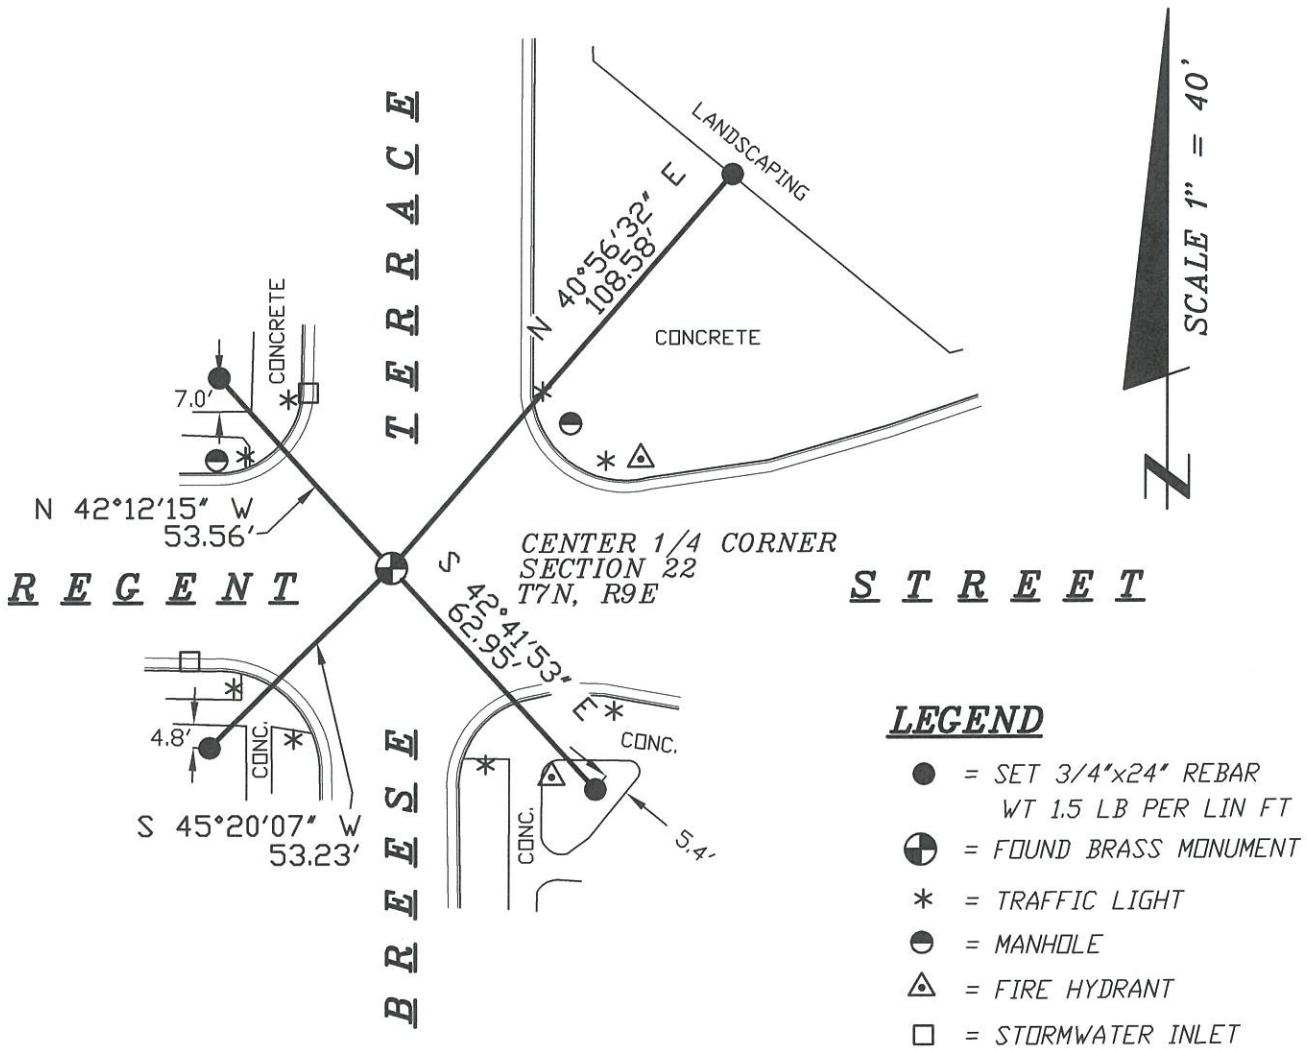 TERRACE
LANDSCAPING
N 40°56'32" E
108.58'
CONCRETE
CONCRETE
SCALE 1" = 40'
N
7.0'
N 42°12'15" W
53.56'
CENTER 1/4 CORNER
SECTION 22
T7N, R9E
REGENT STREET
S 42°41'53" E
62.95'
4.8'
CONC.
S 45°20'07" W
53.23'
BREESE
CONC.
CONC.
5.4'
LEGEND
= SET 3/4"x24" REBAR
WT 1.5 LB PER LIN FT
= FOUND BRASS MONUMENT
= TRAFFIC LIGHT
= MANHOLE
= FIRE HYDRANT
= STORMWATER INLET